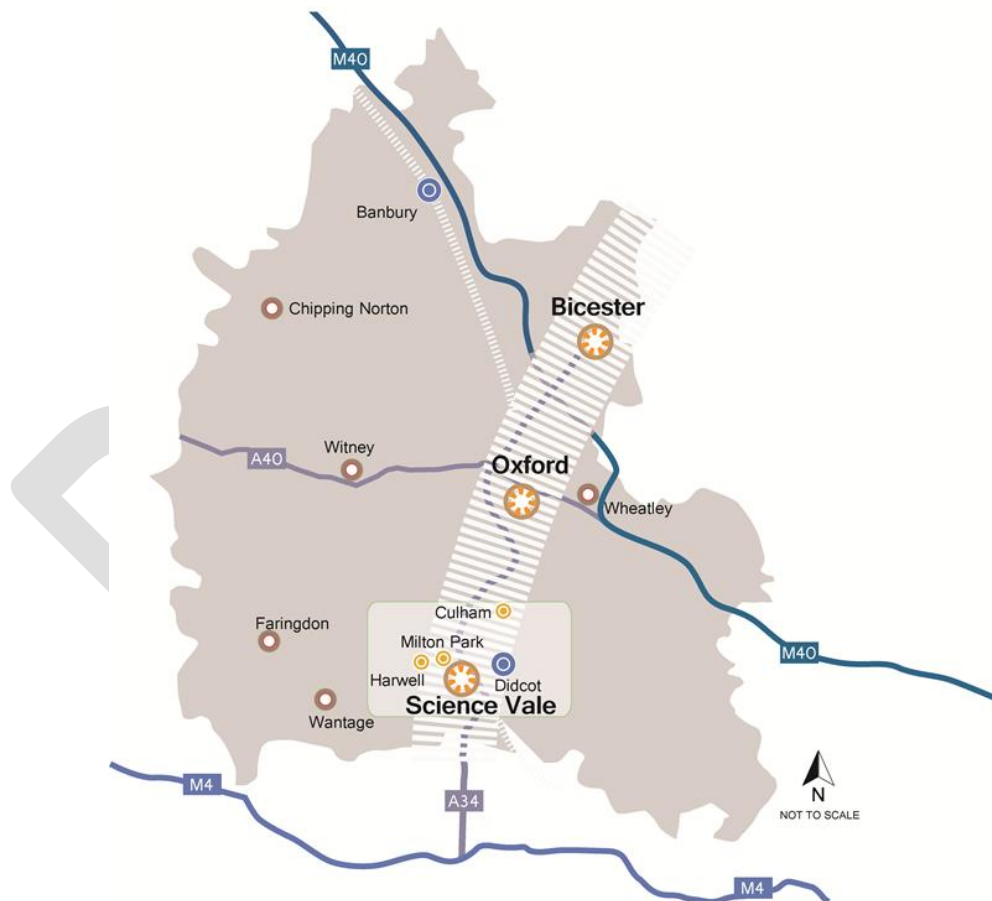 M40
Banbury
Bicester
Chipping Norton
Witney
A40
Oxford
Wheatley
Culham
Faringdon
Milton Park
M40
Harwell
Didcot
Science Vale
Wantage
M4
A34
N
NOT TO SCALE
M4